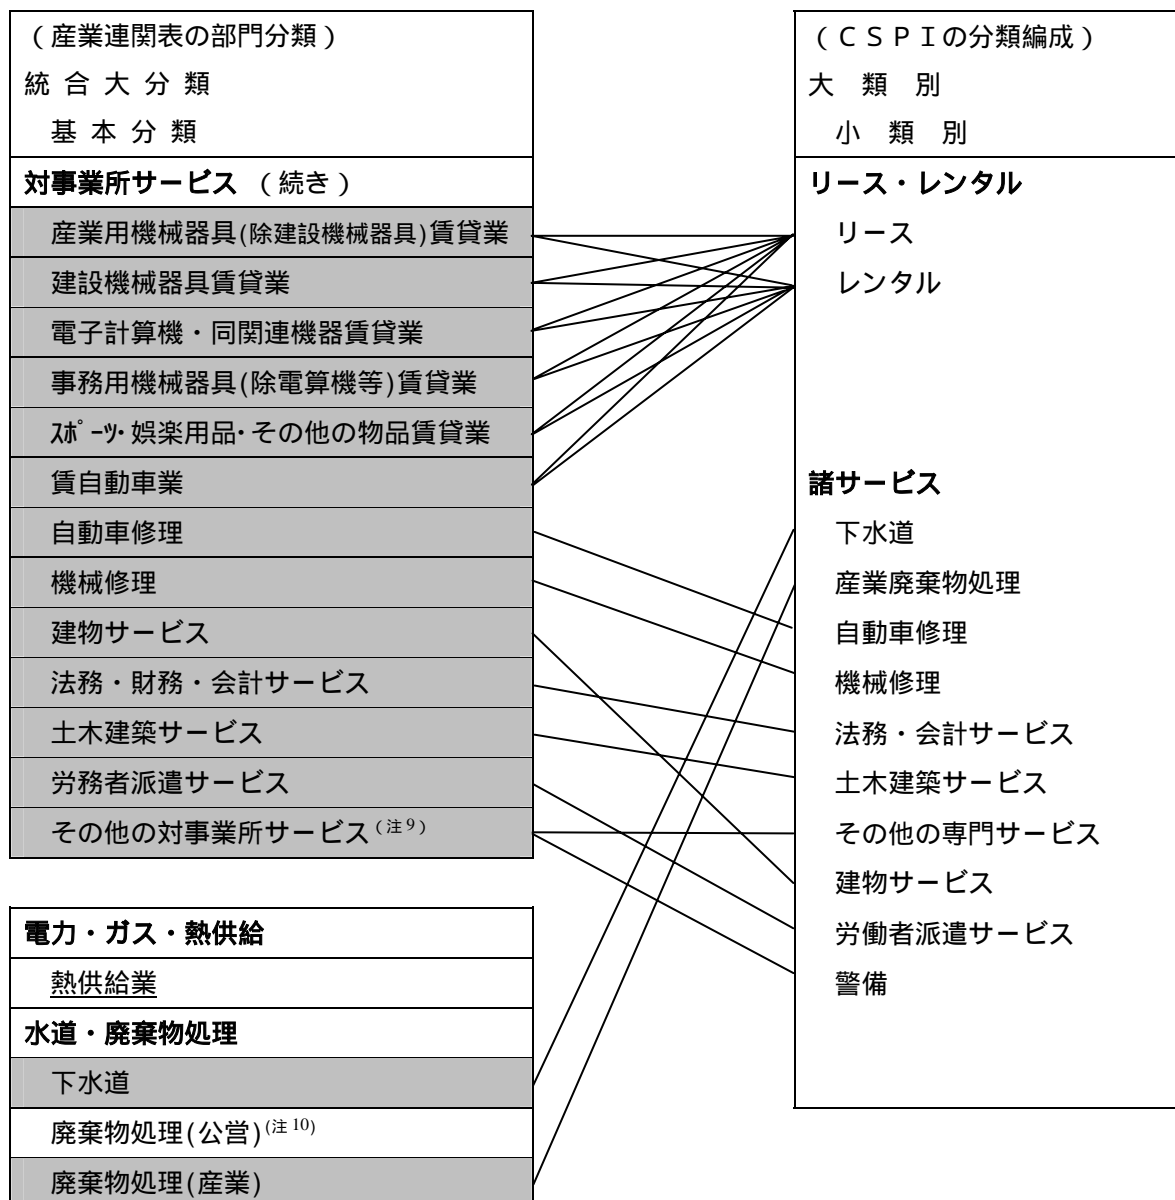 （産業連関表の部門分類）
統 合 大 分 類
基 本 分 類
対事業所サービス （続き）
産業用機械器具(除建設機械器具)賃貸業
建設機械器具賃貸業
電子計算機・同関連機器賃貸業
事務用機械器具(除電算機等)賃貸業
ｽﾎﾟｰﾂ･娯楽用品･その他の物品賃貸業
賃自動車業
自動車修理
機械修理
建物サービス
法務・財務・会計サービス
土木建築サービス
労務者派遣サービス
その他の対事業所サービス（注9）
電力・ガス・熱供給
熱供給業
水道・廃棄物処理
下水道
廃棄物処理(公営)(注10)
廃棄物処理(産業)
（ＣＳＰＩの分類編成）
大 類 別
小 類 別
リース・レンタル
リース
レンタル
諸サービス
下水道
産業廃棄物処理
自動車修理
機械修理
法務・会計サービス
土木建築サービス
その他の専門サービス
建物サービス
労働者派遣サービス
警備